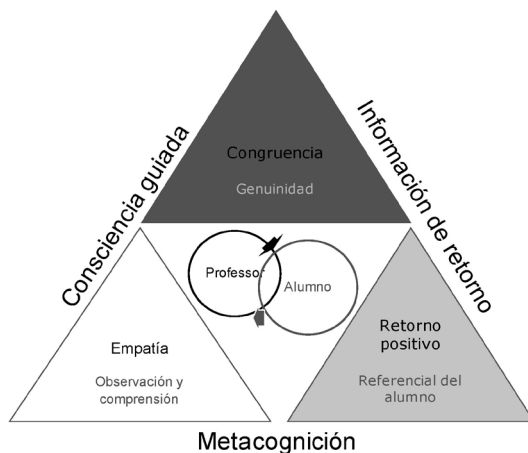 Consciencia guiada
Información de retorno
Congruencia
Genuinidad
Professor
Alumno
Empatía
Observación y
comprensión
Retorno
positivo
Referencial del
alumno
Metacognición